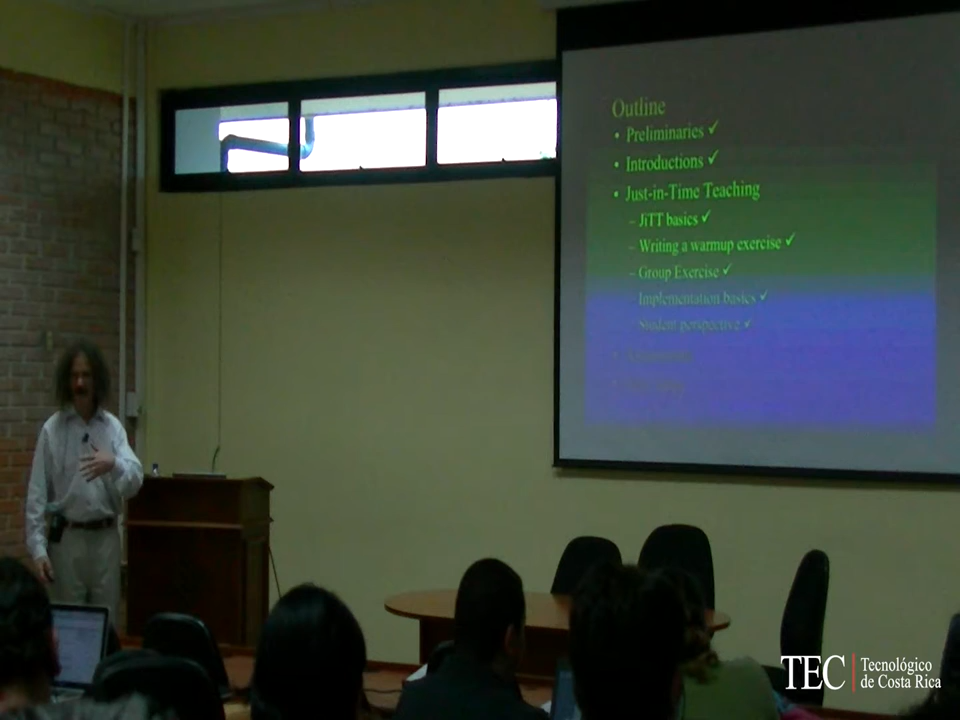 Outline
• Preliminaries ✓
• Introductions ✓
• Just-in-Time Teaching
– JiTT basics ✓
– Writing a warmup exercise ✓
– Group Exercise ✓
– Implementation basics ✓
– Student perspective ✓
TEC | Tecnológico
de Costa Rica